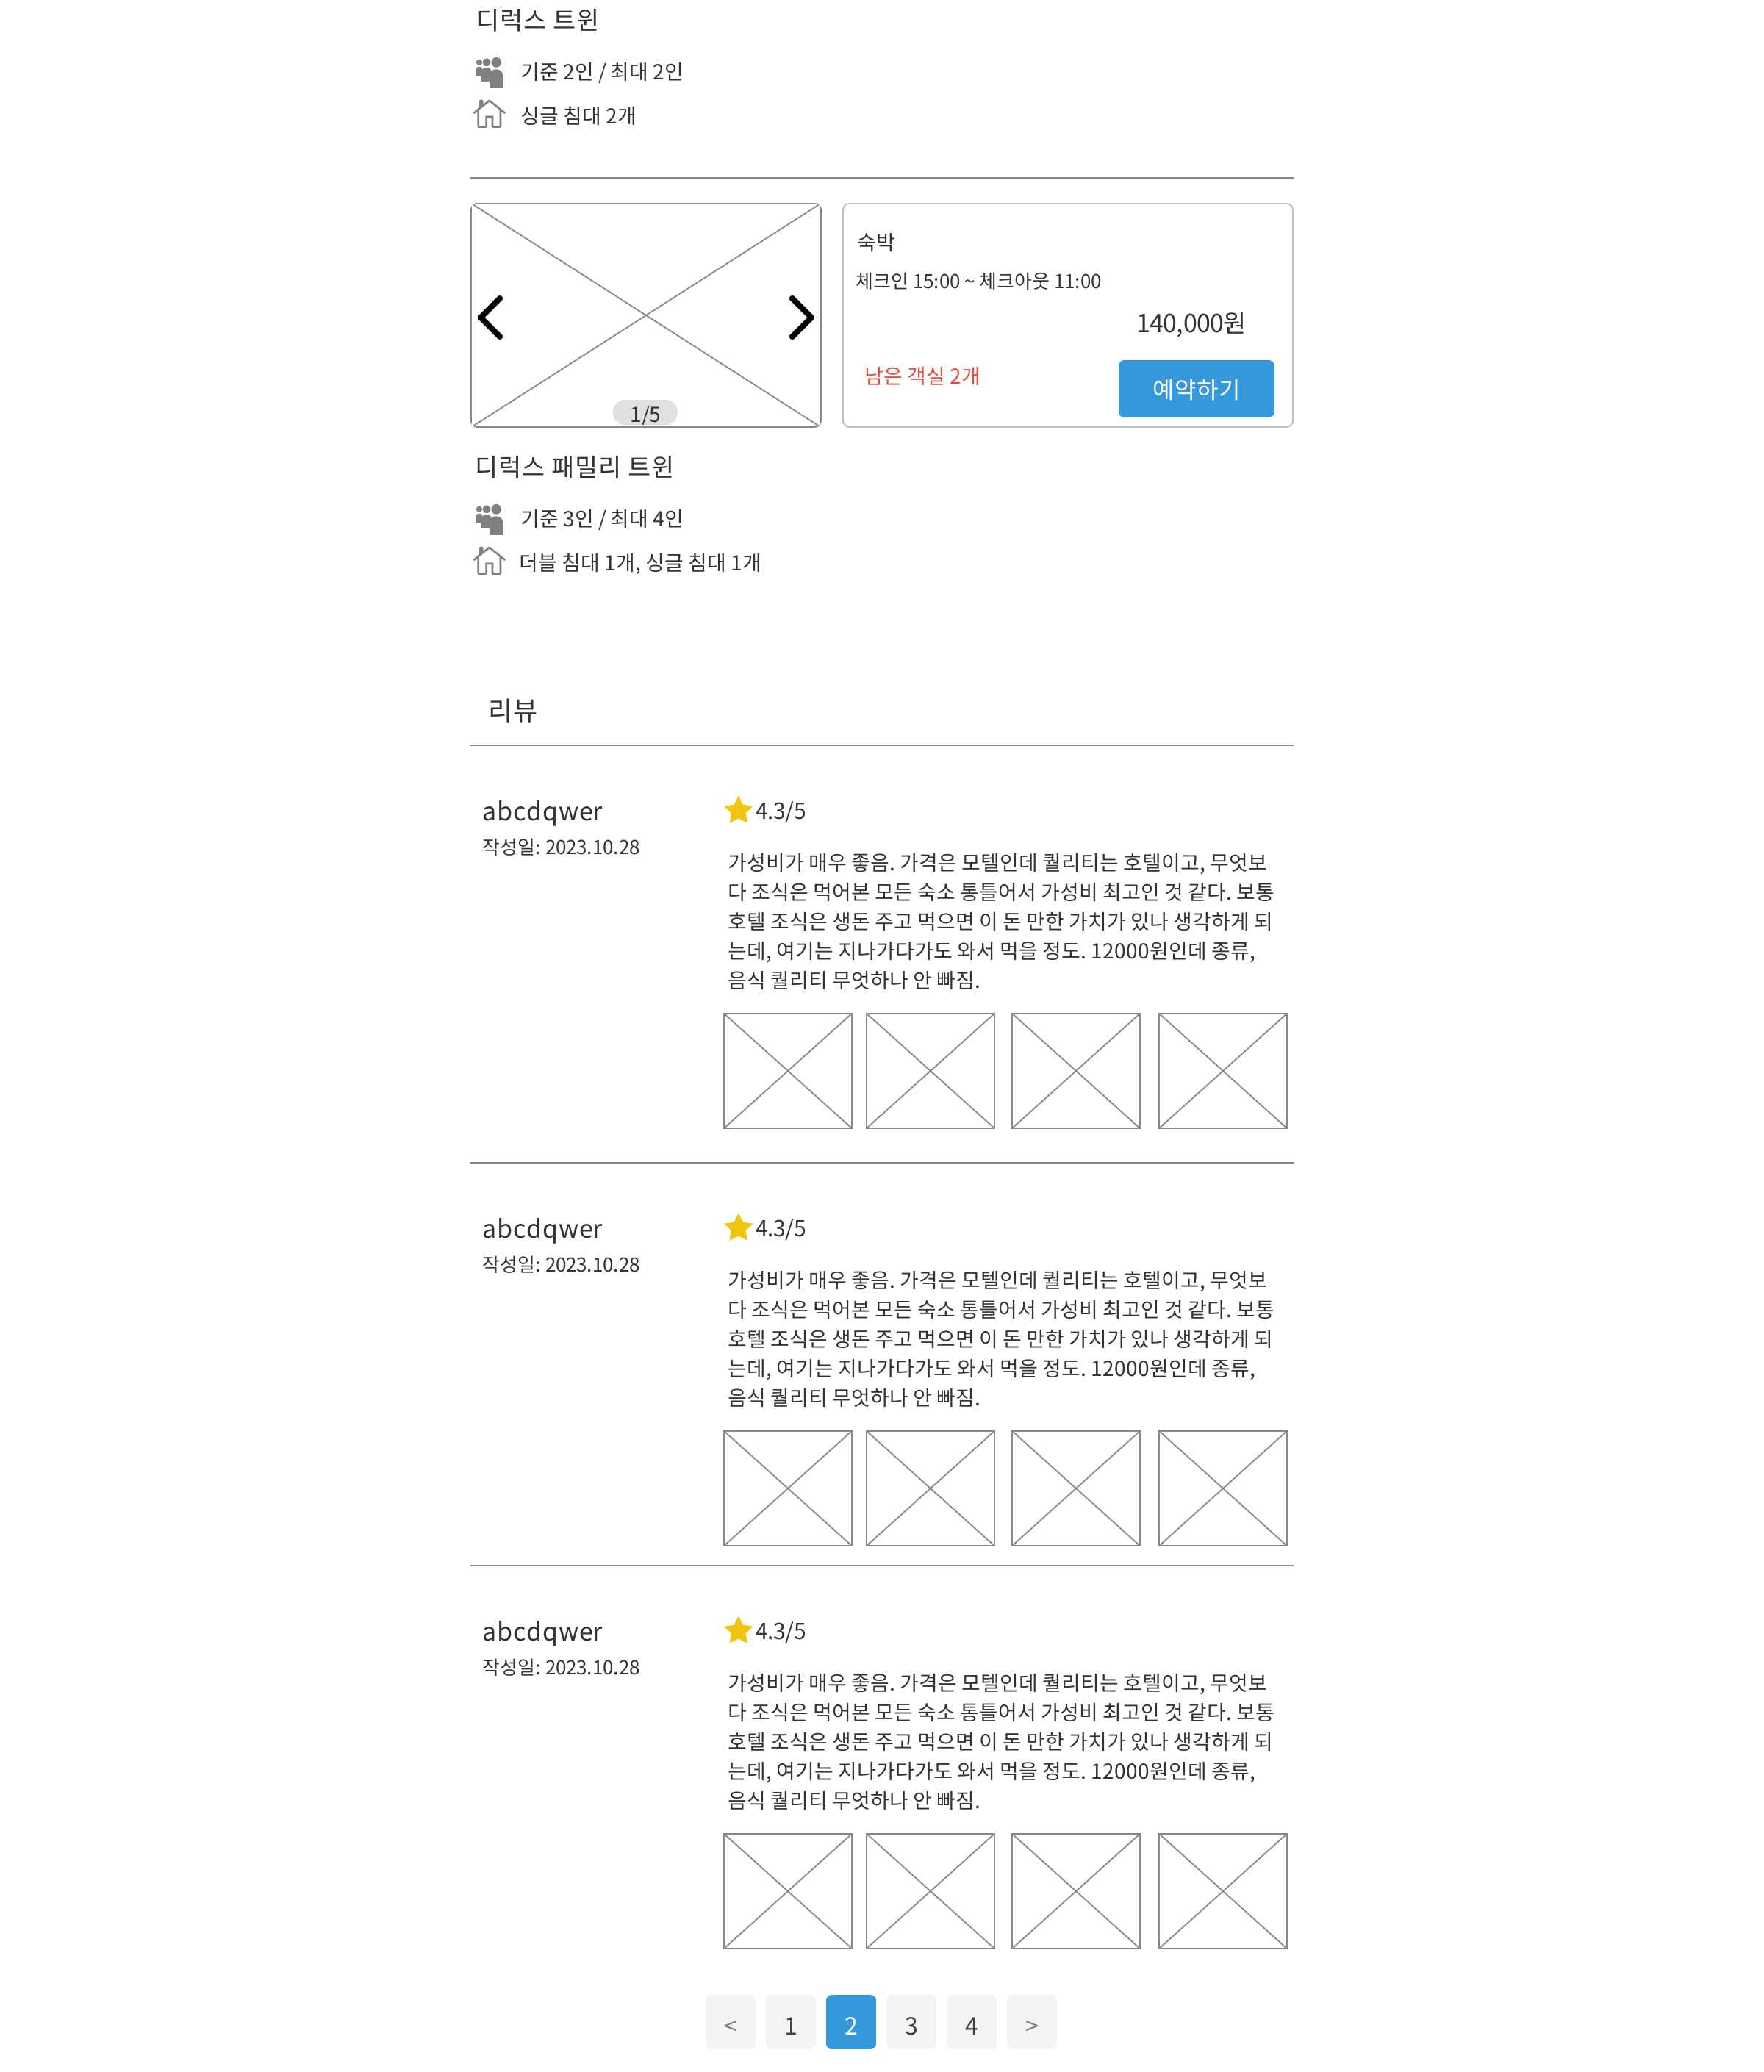 디럭스 트윈
기준 2인 / 최대 2인
싱글 침대 2개
숙박
체크인 15:00 ~ 체크아웃 11:00
140,000원
남은 객실 2개
예약하기
1/5
디럭스 패밀리 트윈
기준 3인 / 최대 4인
더블 침대 1개, 싱글 침대 1개
리뷰
abcdqwer
작성일: 2023.10.28
4.3/5
가성비가 매우 좋음. 가격은 모텔인데 퀄리티는 호텔이고, 무엇보
다 조식은 먹어본 모든 숙소 통틀어서 가성비 최고인 것 같다. 보통
호텔 조식은 생돈 주고 먹으면 이 돈 만한 가치가 있나 생각하게 되
는데, 여기는 지나가다가도 와서 먹을 정도. 12000원인데 종류,
음식 퀄리티 무엇하나 안 빠짐.
abcdqwer
작성일: 2023.10.28
4.3/5
가성비가 매우 좋음. 가격은 모텔인데 퀄리티는 호텔이고, 무엇보
다 조식은 먹어본 모든 숙소 통틀어서 가성비 최고인 것 같다. 보통
호텔 조식은 생돈 주고 먹으면 이 돈 만한 가치가 있나 생각하게 되
는데, 여기는 지나가다가도 와서 먹을 정도. 12000원인데 종류,
음식 퀄리티 무엇하나 안 빠짐.
abcdqwer
작성일: 2023.10.28
4.3/5
가성비가 매우 좋음. 가격은 모텔인데 퀄리티는 호텔이고, 무엇보
다 조식은 먹어본 모든 숙소 통틀어서 가성비 최고인 것 같다. 보통
호텔 조식은 생돈 주고 먹으면 이 돈 만한 가치가 있나 생각하게 되
는데, 여기는 지나가다가도 와서 먹을 정도. 12000원인데 종류,
음식 퀄리티 무엇하나 안 빠짐.
< 1 2 3 4 >